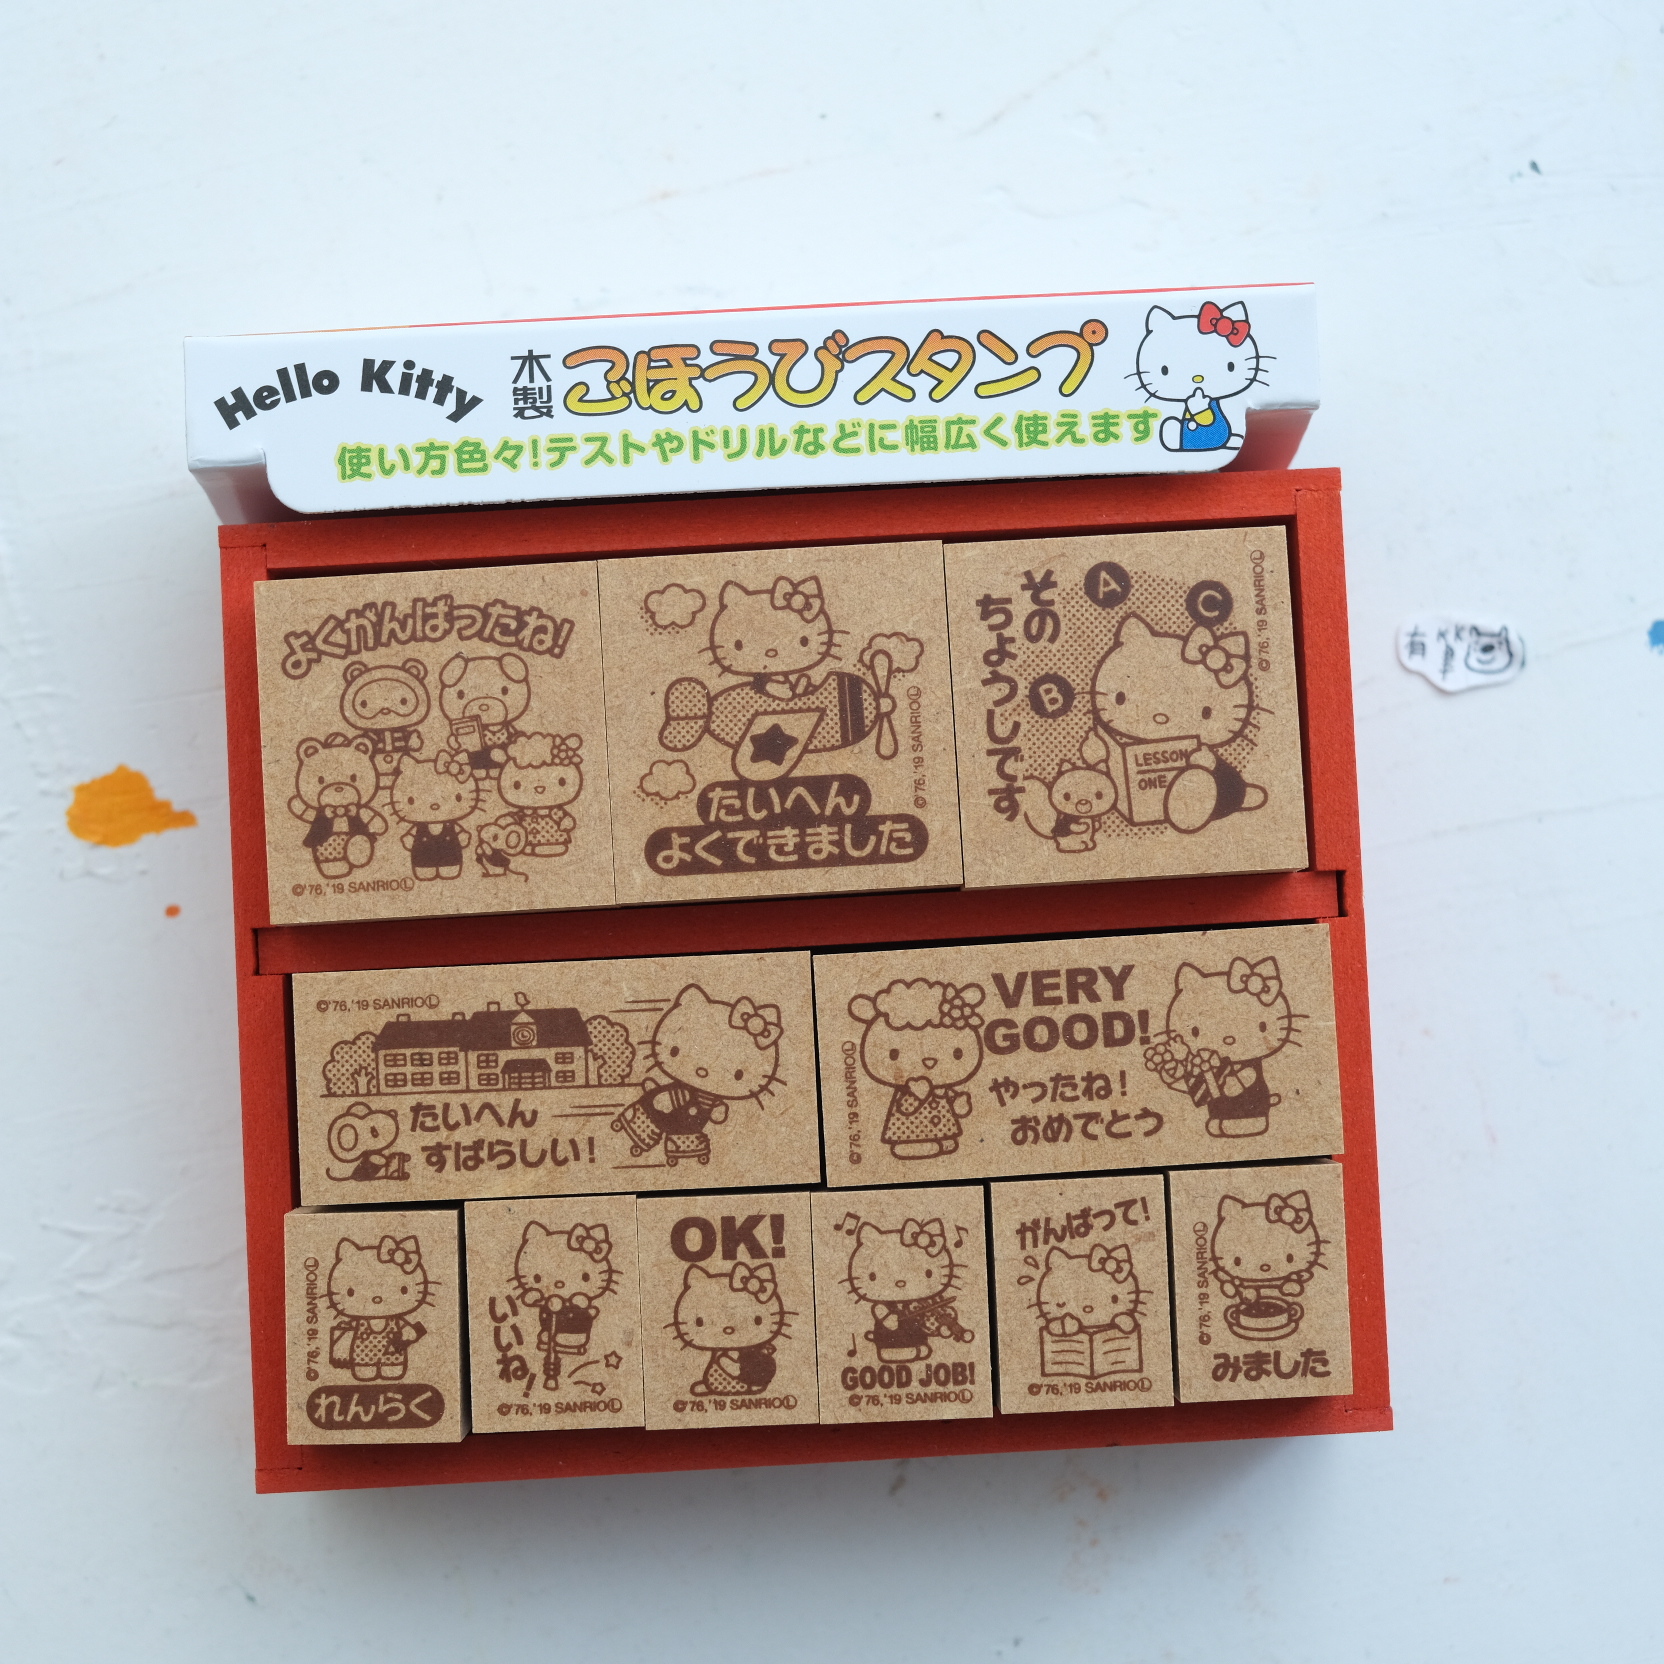 Hello Kitty
木製
ごほうびスタンプ
使い方色々!テストやドリルなどに幅広く使えます
よくがんばったね!
©'76,'19 SANRIO Ⓛ
たいへん
よくできました
©'76,'19 SANRIO Ⓛ
その
ちょうしです
A
B
C
LESSON
ONE
©'76,'19 SANRIO Ⓛ
©'76,'19 SANRIO Ⓛ
たいへん
すばらしい!
VERY
GOOD!
やったね!
おめでとう
©'76,'19 SANRIO Ⓛ
©'76,'19 SANRIO Ⓛ
れんらく
いいね!
©'76,'19 SANRIO Ⓛ
OK!
©'76,'19 SANRIO Ⓛ
GOOD JOB!
©'76,'19 SANRIO Ⓛ
がんばって!
©'76,'19 SANRIO Ⓛ
©'76,'19 SANRIO Ⓛ
みました
有